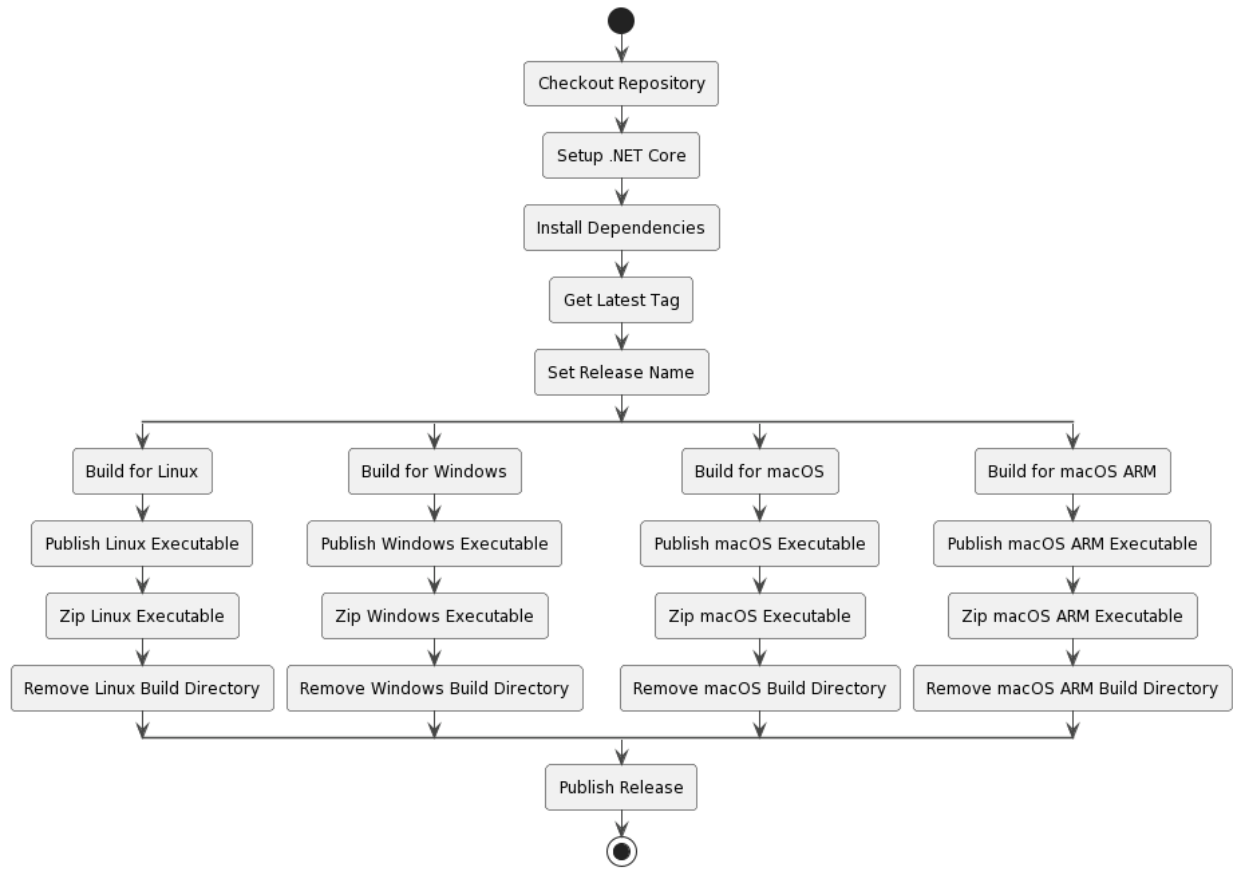 Checkout Repository
Setup .NET Core
Install Dependencies
Get Latest Tag
Set Release Name
Build for Linux
Publish Linux Executable
Zip Linux Executable
Remove Linux Build Directory
Build for Windows
Publish Windows Executable
Zip Windows Executable
Remove Windows Build Directory
Build for macOS
Publish macOS Executable
Zip macOS Executable
Remove macOS Build Directory
Build for macOS ARM
Publish macOS ARM Executable
Zip macOS ARM Executable
Remove macOS ARM Build Directory
Publish Release